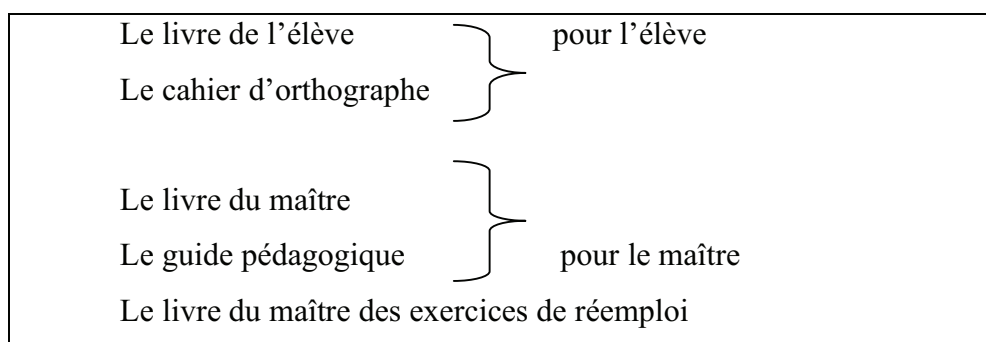 Le livre de l’élève pour l’élève
Le cahier d’orthographe
Le livre du maître
Le guide pédagogique pour le maître
Le livre du maître des exercices de réemploi